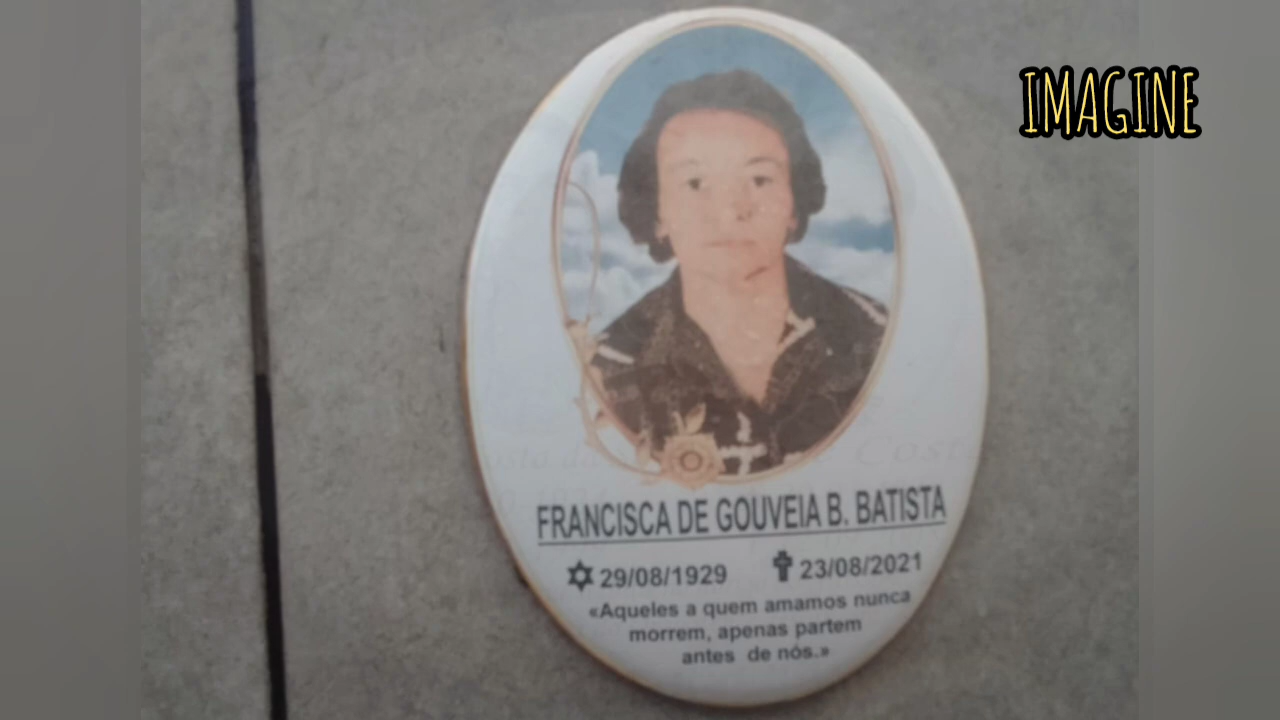 IMAGINE
FRANCISCA DE GOUVEIA B. BATISTA
29/08/1929 23/08/2021
«Aqueles a quem amamos nunca
morrem, apenas partem
antes de nós.»